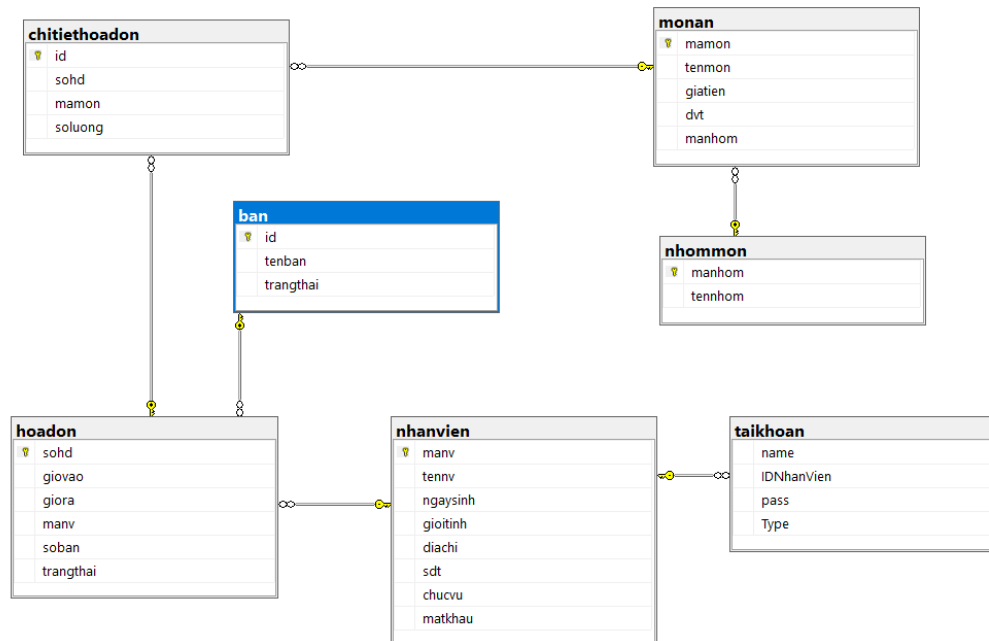 chitiethoadon
id
sohd
mamon
soluong
monan
mamon
tenmon
giatien
dvt
manhom
ban
id
tenban
trangthai
nhommon
manhom
tennhom
hoadon
sohd
giovao
giora
manv
soban
trangthai
nhanvien
manv
tennv
ngaysinh
gioitinh
diachi
sdt
chucvu
matkhau
taikhoan
name
IDNhanVien
pass
Type